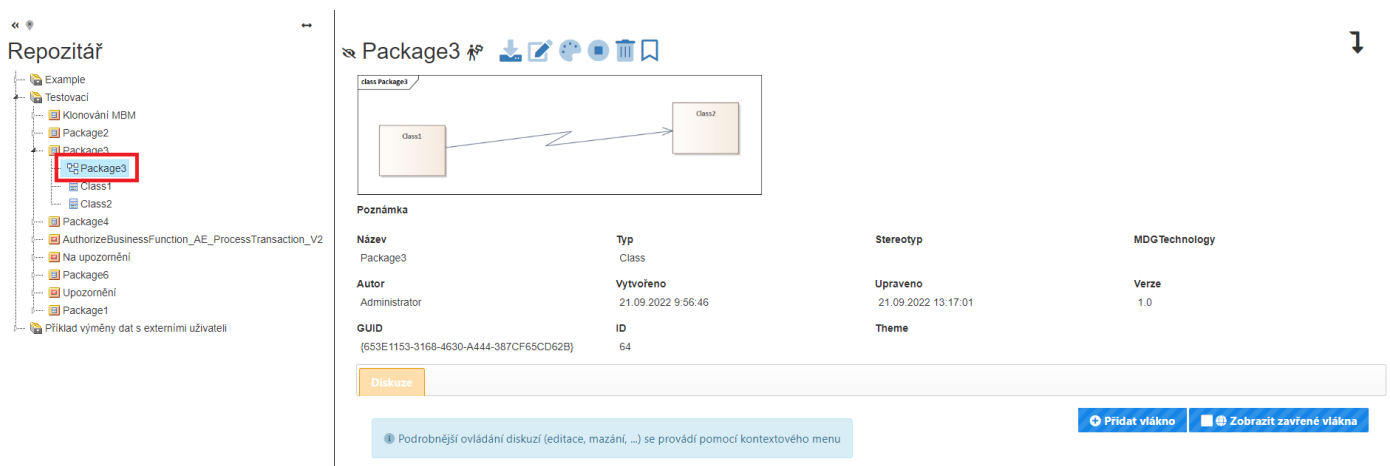 Repozitář
Example
Testovací
Klonování MBM
Package2
Package3
Package3
Class1
Class2
Package4
AuthorizeBusinessFunction_AE_ProcessTransaction_V2
Na upozornění
Package6
Upozornění
Package1
Příklad výměny dat s externími uživateli
Package3
class Package3
Class1
Class2
Poznámka
Název Typ Stereotyp MDGTechnology
Package3 Class
Autor Vytvořeno Upraveno Verze
Administrator 21.09.2022 9:56:46 21.09.2022 13:17:01 1.0
GUID ID Theme
{653E1153-3168-4630-A444-387CF65CD62B} 64
Diskuze
Přidat vlákno Zobrazit zavřené vlákna
Podrobnější ovládání diskuzí (editace, mazání, ...) se provádí pomocí kontextového menu